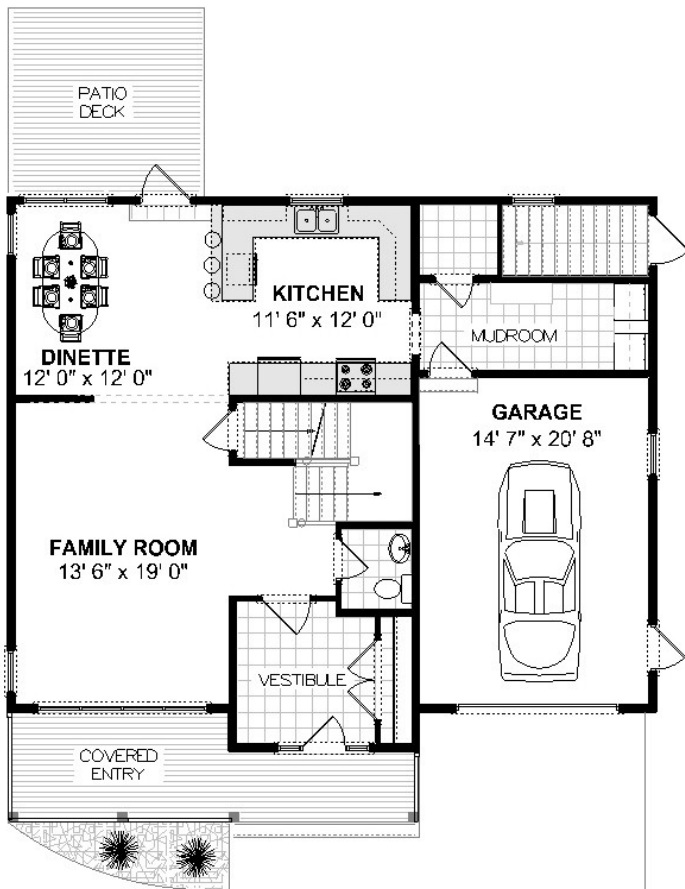 PATIO
DECK
KITCHEN
11' 6" x 12' 0"
MUDROOM
DINETTE
12' 0" x 12' 0"
GARAGE
14' 7" x 20' 8"
FAMILY ROOM
13' 6" x 19' 0"
VESTIBULE
COVERED
ENTRY